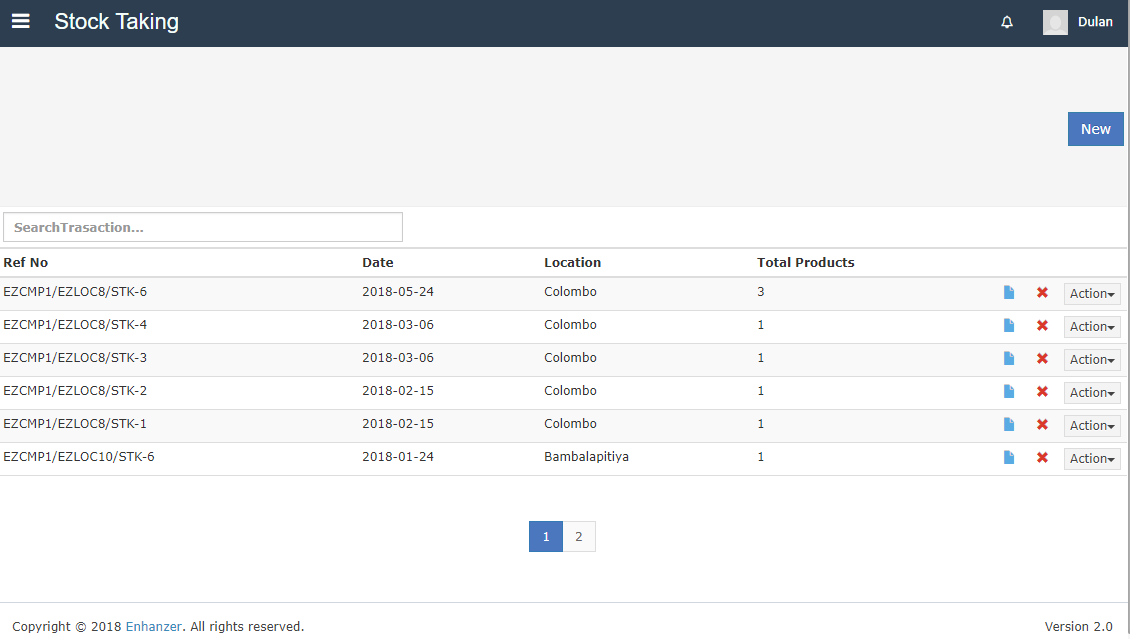 Stock Taking Dulan
New
SearchTrasaction...
Ref No Date Location Total Products
EZCMP1/EZLOC8/STK-6 2018-05-24 Colombo 3 Action
EZCMP1/EZLOC8/STK-4 2018-03-06 Colombo 1 Action
EZCMP1/EZLOC8/STK-3 2018-03-06 Colombo 1 Action
EZCMP1/EZLOC8/STK-2 2018-02-15 Colombo 1 Action
EZCMP1/EZLOC8/STK-1 2018-02-15 Colombo 1 Action
EZCMP1/EZLOC10/STK-6 2018-01-24 Bambalapitiya 1 Action
1 2
Copyright © 2018 Enhanzer. All rights reserved. Version 2.0